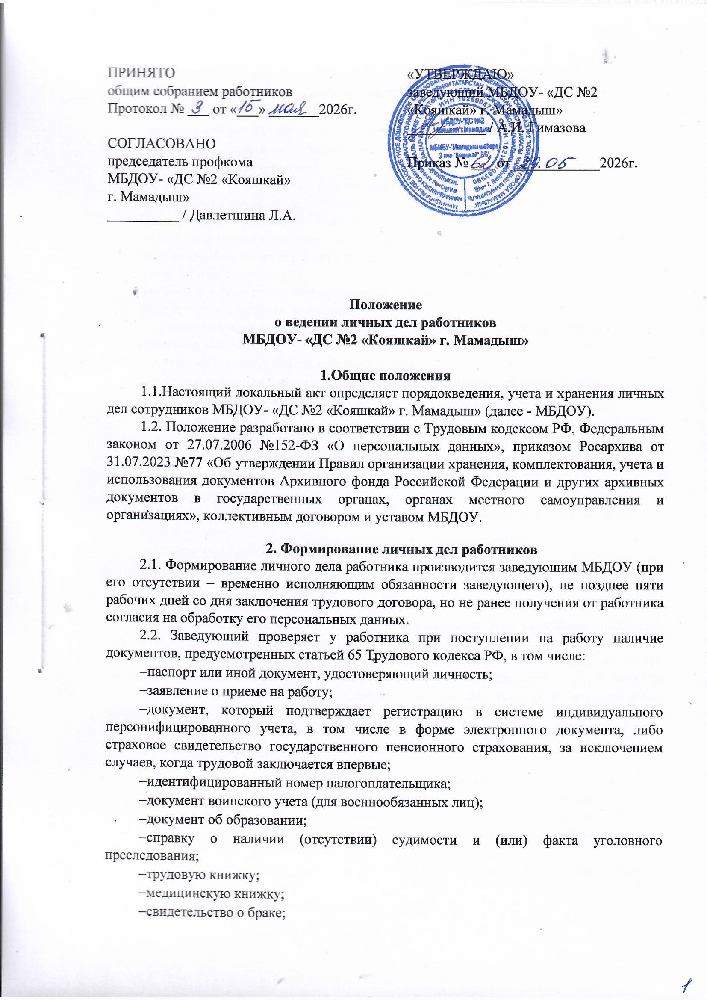 ПРИНЯТО
общим собранием работников
Протокол № 3 от «15» мая 2026г.
СОГЛАСОВАНО
председатель профкома
МБДОУ- «ДС №2 «Кояшкай»
г. Мамадыш»
__________ / Давлетшина Л.А.
«УТВЕРЖДАЮ»
заведующий МБДОУ- «ДС №2
«Кояшкай» г. Мамадыш»
__________ / А.И. Гимазова
Приказ № 62 от 05 2026г.
МБДОУ-"ДС №2
"Кояшкай"г.Мамадыш"
МБМБУ-"Мамадыш шәһәре
2 нче "Кояшкай" ББ"
Положение
о ведении личных дел работников
МБДОУ- «ДС №2 «Кояшкай» г. Мамадыш»
1.Общие положения
1.1.Настоящий локальный акт определяет порядокведения, учета и хранения личных
дел сотрудников МБДОУ- «ДС №2 «Кояшкай» г. Мамадыш» (далее - МБДОУ).
1.2. Положение разработано в соответствии с Трудовым кодексом РФ, Федеральным
законом от 27.07.2006 №152-ФЗ «О персональных данных», приказом Росархива от
31.07.2023 №77 «Об утверждении Правил организации хранения, комплектования, учета и
использования документов Архивного фонда Российской Федерации и других архивных
документов в государственных органах, органах местного самоуправления и
организациях», коллективным договором и уставом МБДОУ.
2. Формирование личных дел работников
2.1. Формирование личного дела работника производится заведующим МБДОУ (при
его отсутствии – временно исполняющим обязанности заведующего), не позднее пяти
рабочих дней со дня заключения трудового договора, но не ранее получения от работника
согласия на обработку его персональных данных.
2.2. Заведующий проверяет у работника при поступлении на работу наличие
документов, предусмотренных статьей 65 Трудового кодекса РФ, в том числе:
–паспорт или иной документ, удостоверяющий личность;
–заявление о приеме на работу;
–документ, который подтверждает регистрацию в системе индивидуального
персонифицированного учета, в том числе в форме электронного документа, либо
страховое свидетельство государственного пенсионного страхования, за исключением
случаев, когда трудовой заключается впервые;
–идентифицированный номер налогоплательщика;
–документ воинского учета (для военнообязанных лиц);
–документ об образовании;
–справку о наличии (отсутствии) судимости и (или) факта уголовного
преследования;
–трудовую книжку;
–медицинскую книжку;
–свидетельство о браке;
1